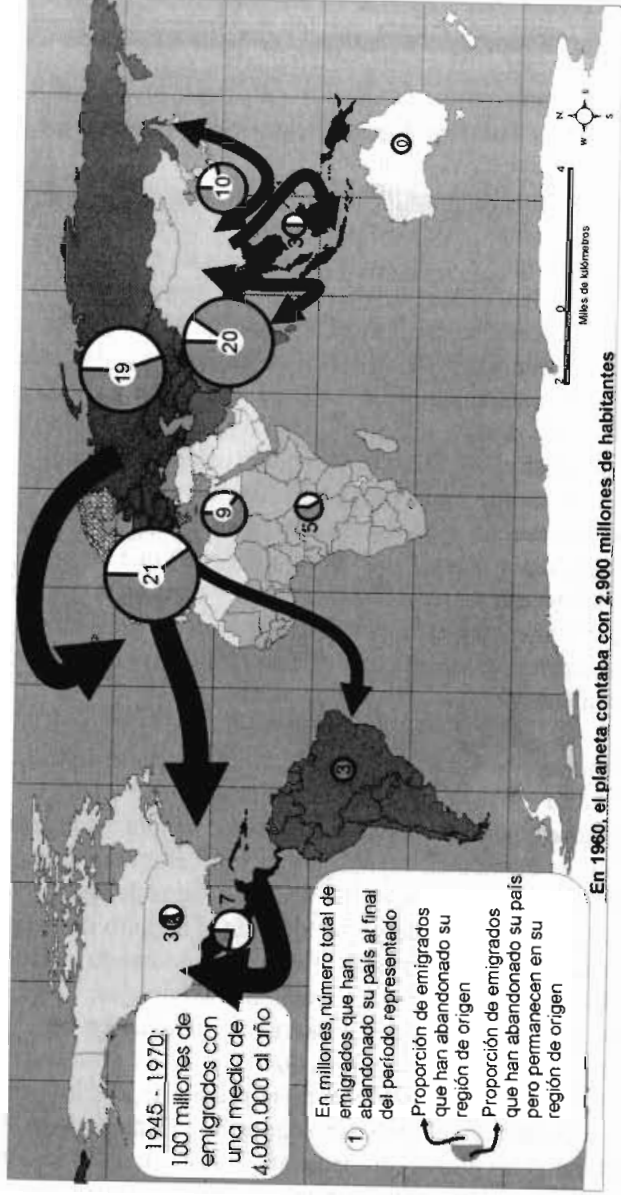 1945 - 1970:
100 millones de
emigrados con
una media de
4.000.000 al año
3
7
21
19
20
10
3
9
5
3
0
1
En millones, número total de
emigrados que han
abandonado su país al final
del período representado
Proporción de emigrados
que han abandonado su
región de origen
Proporción de emigrados
que han abandonado su país
pero permanecen en su
región de origen
N
W
E
S
2
0
4
Miles de kilómetros
En 1960, el planeta contaba con 2.900 millones de habitantes